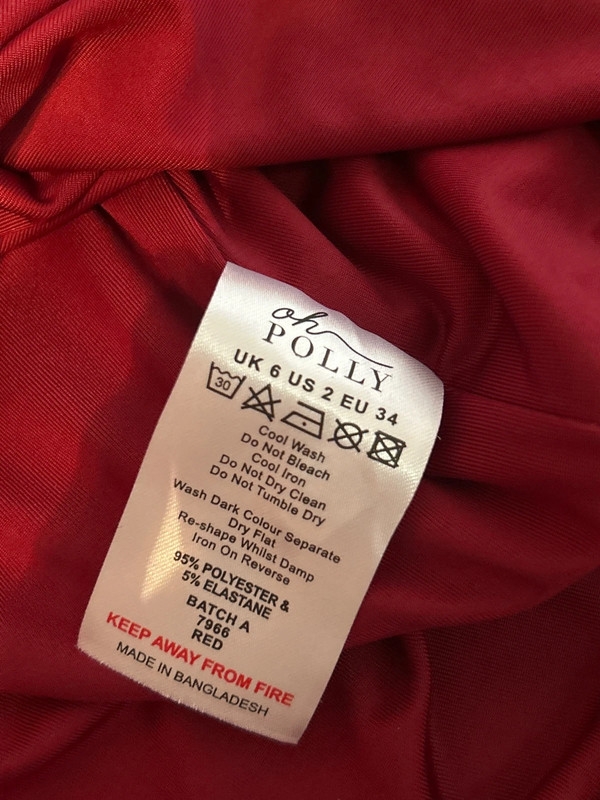 oh
POLLY
UK 6 US 2 EU 34
30
Cool Wash
Do Not Bleach
Cool Iron
Do Not Dry Clean
Do Not Tumble Dry
Wash Dark Colour Separate
Dry Flat
Re-shape Whilst Damp
Iron On Reverse
95% POLYESTER &
5% ELASTANE
BATCH A
7966
RED
KEEP AWAY FROM FIRE
MADE IN BANGLADESH